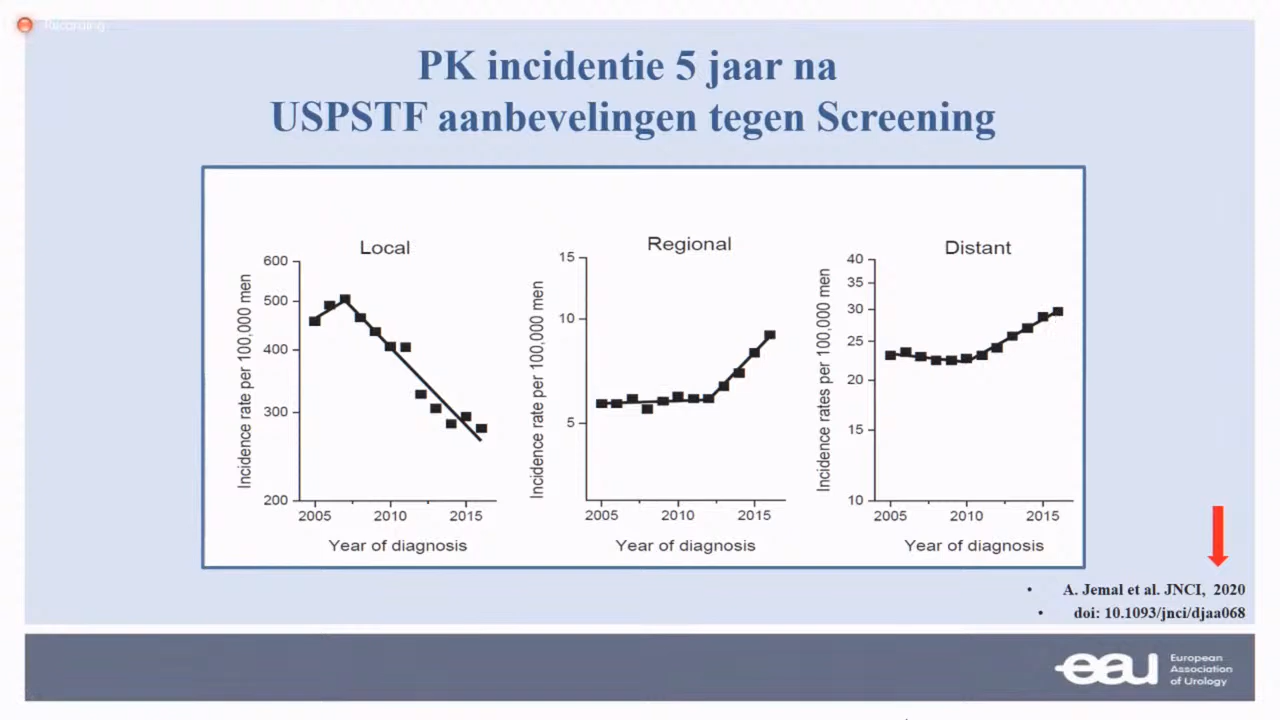 Recording
PK incidentie 5 jaar na
USPSTF aanbevelingen tegen Screening
Local
600
500
400
300
200
Incidence rate per 100,000 men
2005 2010 2015
Year of diagnosis
Regional
15
10
5
Incidence rate per 100,000 men
2005 2010 2015
Year of diagnosis
Distant
40
35
30
25
20
15
10
Incidence rates per 100,000 men
2005 2010 2015
Year of diagnosis
• A. Jemal et al. JNCI, 2020
• doi: 10.1093/jnci/djaa068
eau
European
Association
of Urology